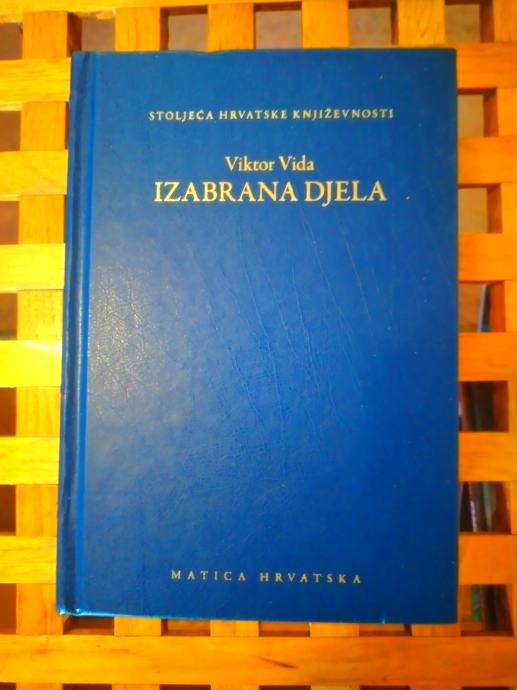 STOLJEĆA HRVATSKE KNJIŽEVNOSTI
Viktor Vida
IZABRANA DJELA
MATICA HRVATSKA